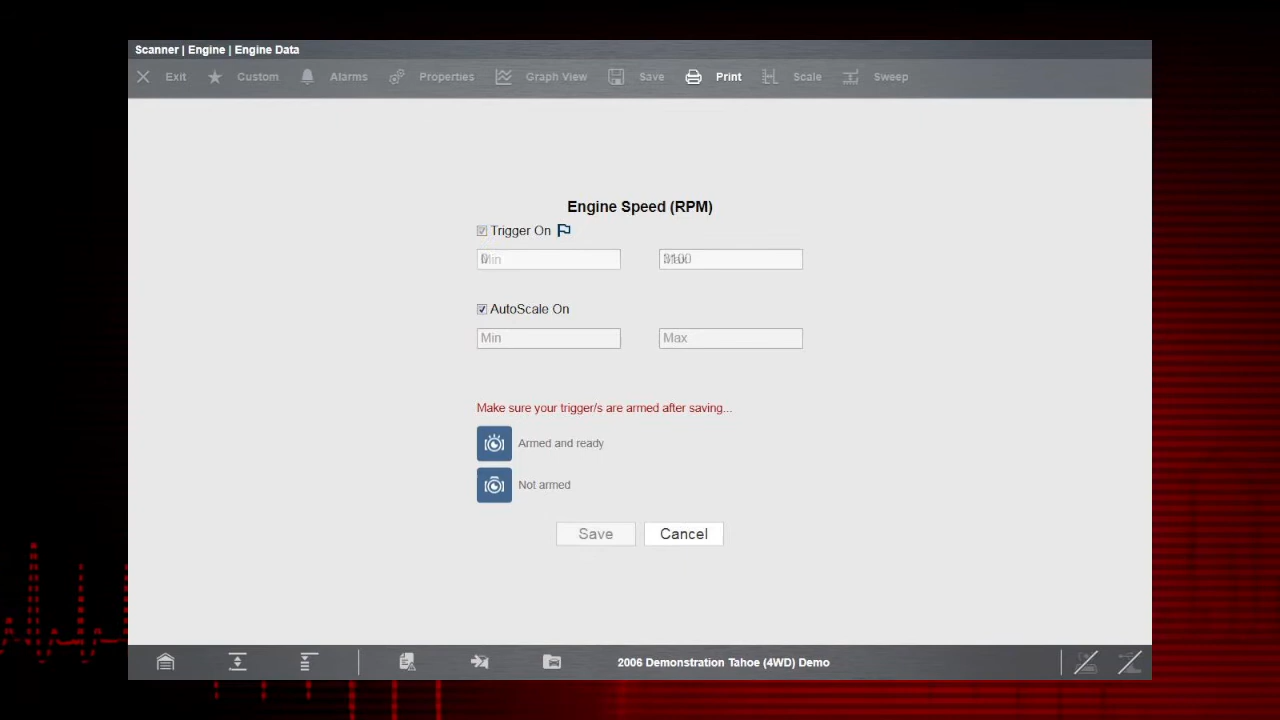 Scanner | Engine | Engine Data
Exit Custom Alarms Properties Graph View Save Print Scale Sweep
Engine Speed (RPM)
Trigger On
Min
AutoScale On
Min Max
Make sure your trigger/s are armed after saving...
Armed and ready
Not armed
Save Cancel
2006 Demonstration Tahoe (4WD) Demo